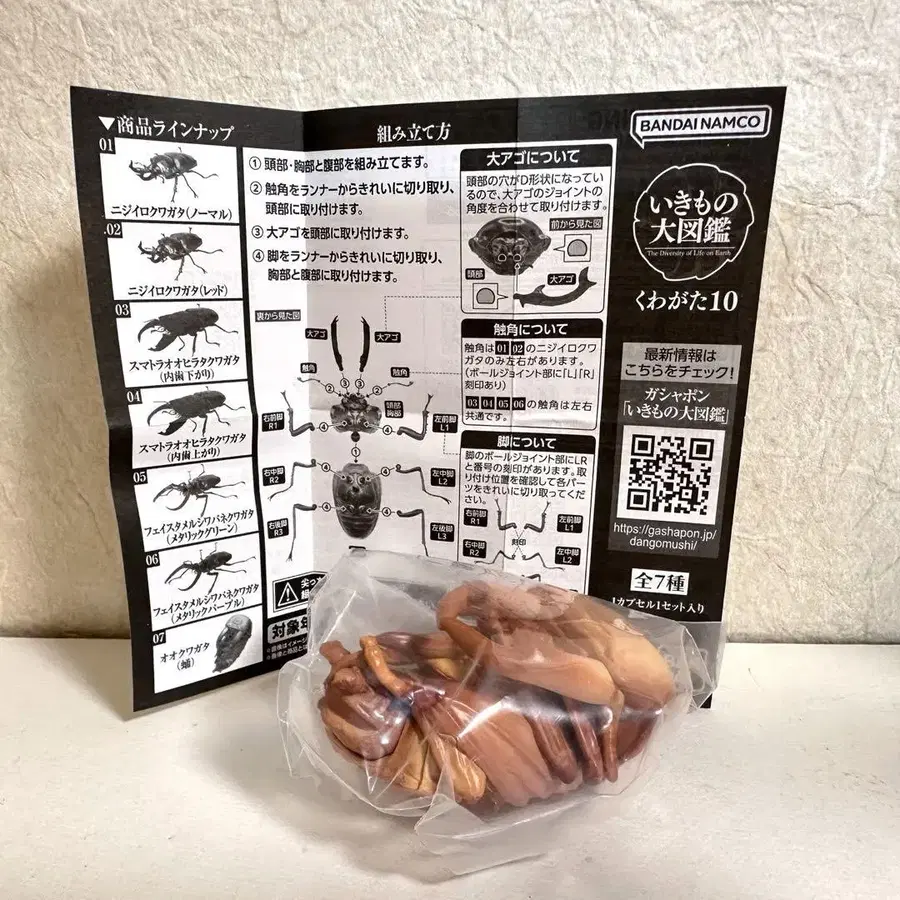 ▼商品ラインナップ
01
ニジイロクワガタ(ノーマル)
02
ニジイロクワガタ(レッド)
03
スマトラオオヒラタクワガタ
(内歯下がり)
04
スマトラオオヒラタクワガタ
(内歯上がり)
05
フェイスタメルシワバネクワガタ
(メタリックグリーン)
06
フェイスタメルシワバネクワガタ
(メタリックパープル)
07
オオクワガタ
(蛹)
組み立て方
① 頭部・胸部と腹部を組み立てます。
② 触角をランナーからきれいに切り取り、
頭部に取り付けます。
③ 大アゴを頭部に取り付けます。
④ 脚をランナーからきれいに切り取り、
胸部と腹部に取り付けます。
裏から見た図
大アゴ
大アゴ
触角
触角
② ③ ③ ②
頭部
胸部
右前脚
R1
左前脚
L1
④ ④
①
右中脚
R2
左中脚
L2
④ ④
右後脚
R3
左後脚
L3
④ ④
尖っ
対象年
大アゴについて
頭部の穴がD形状になってい
るので、大アゴのジョイントの
角度を合わせて取り付けます。
前から見た図
頭部
大アゴ
触角について
触角は01 02のニジイロクワ
ガタのみ左右があります。
(ボールジョイント部に「L」「R」
刻印あり)
03 04 05 06の触角は左右
共通です。
脚について
脚のボールジョイント部にLR
と番号の刻印があります。取
り付け位置を確認して各パー
ツをきれいに切り取ってくだ
さい。
右前脚
R1
左前脚
L1
刻印
右中脚
R2
左中脚
L2
BANDAI NAMCO
いきもの
大図鑑
The Diversity of Life on Earth
くわがた10
最新情報は
こちらをチェック!
ガシャポン
「いきもの大図鑑」
https://gashapon.jp/
dangomushi/
全7種
1カプセル1セット入り